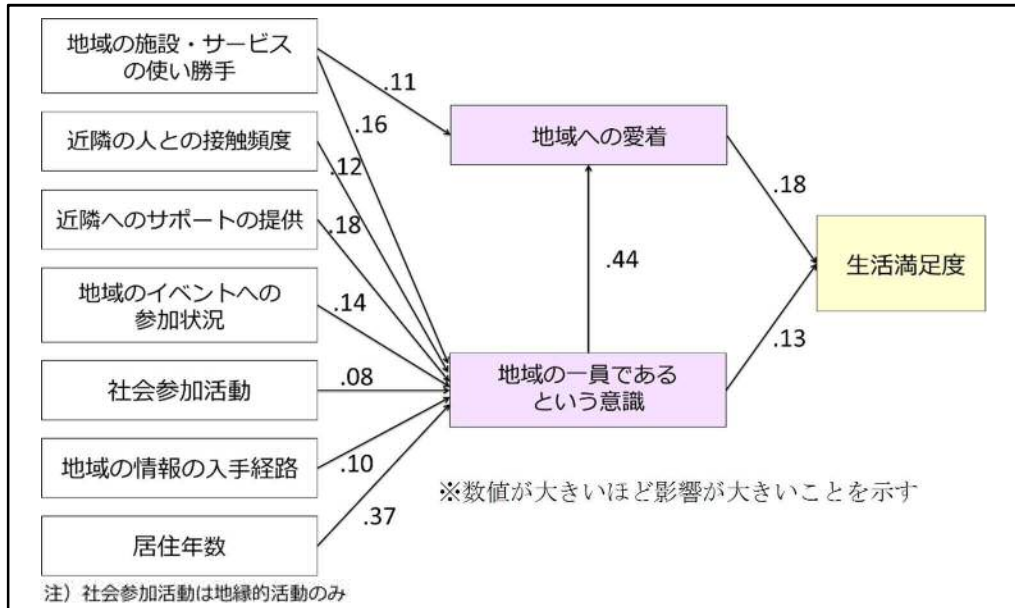 地域の施設・サービス
の使い勝手
.11
.16
近隣の人との接触頻度
.12
地域への愛着
.18
近隣へのサポートの提供
.18
.44
生活満足度
地域のイベントへの
参加状況
.14
.13
社会参加活動
.08
地域の一員である
という意識
地域の情報の入手経路
.10
※数値が大きいほど影響が大きいことを示す
.37
居住年数
注）社会参加活動は地縁的活動のみ